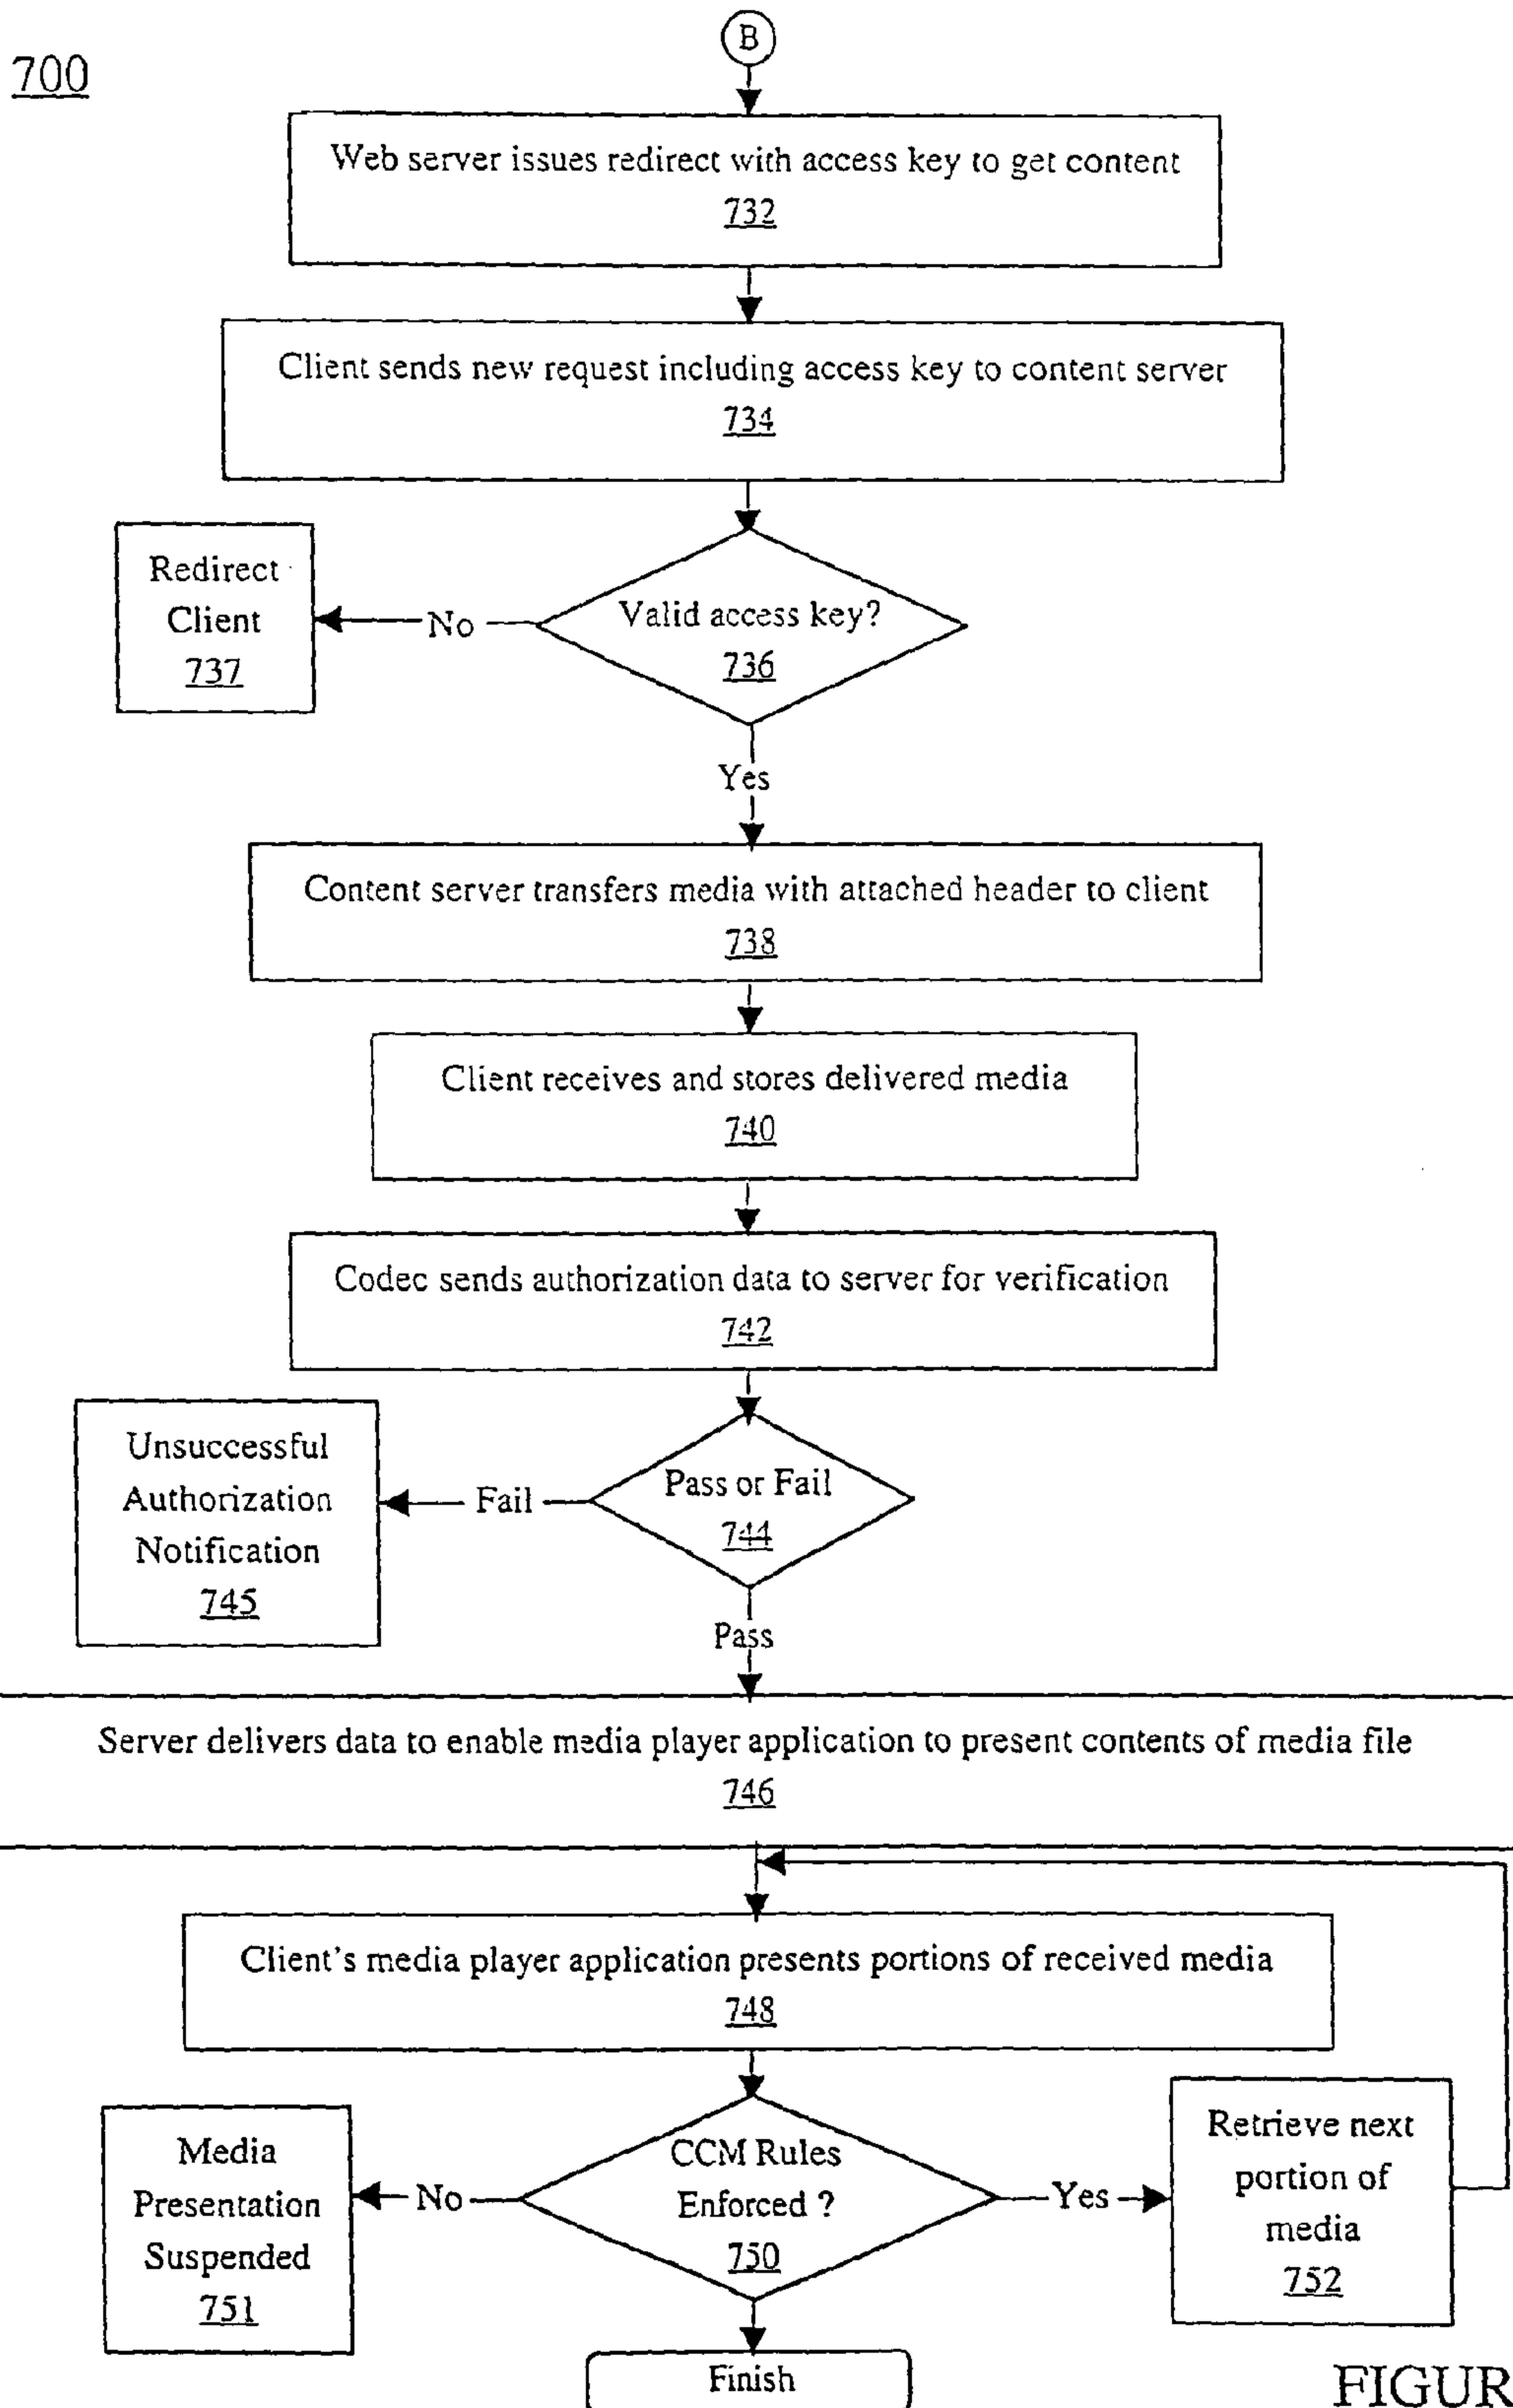 B
700
Web server issues redirect with access key to get content
732
Client sends new request including access key to content server
734
Redirect
Client
737
No
Valid access key?
736
Yes
Content server transfers media with attached header to client
738
Client receives and stores delivered media
740
Codec sends authorization data to server for verification
742
Unsuccessful
Authorization
Notification
745
Fail
Pass or Fail
744
Pass
Server delivers data to enable media player application to present contents of media file
746
Client's media player application presents portions of received media
748
Media
Presentation
Suspended
751
No
CCM Rules
Enforced ?
750
Yes
Retrieve next
portion of
media
752
Finish
FIGUR